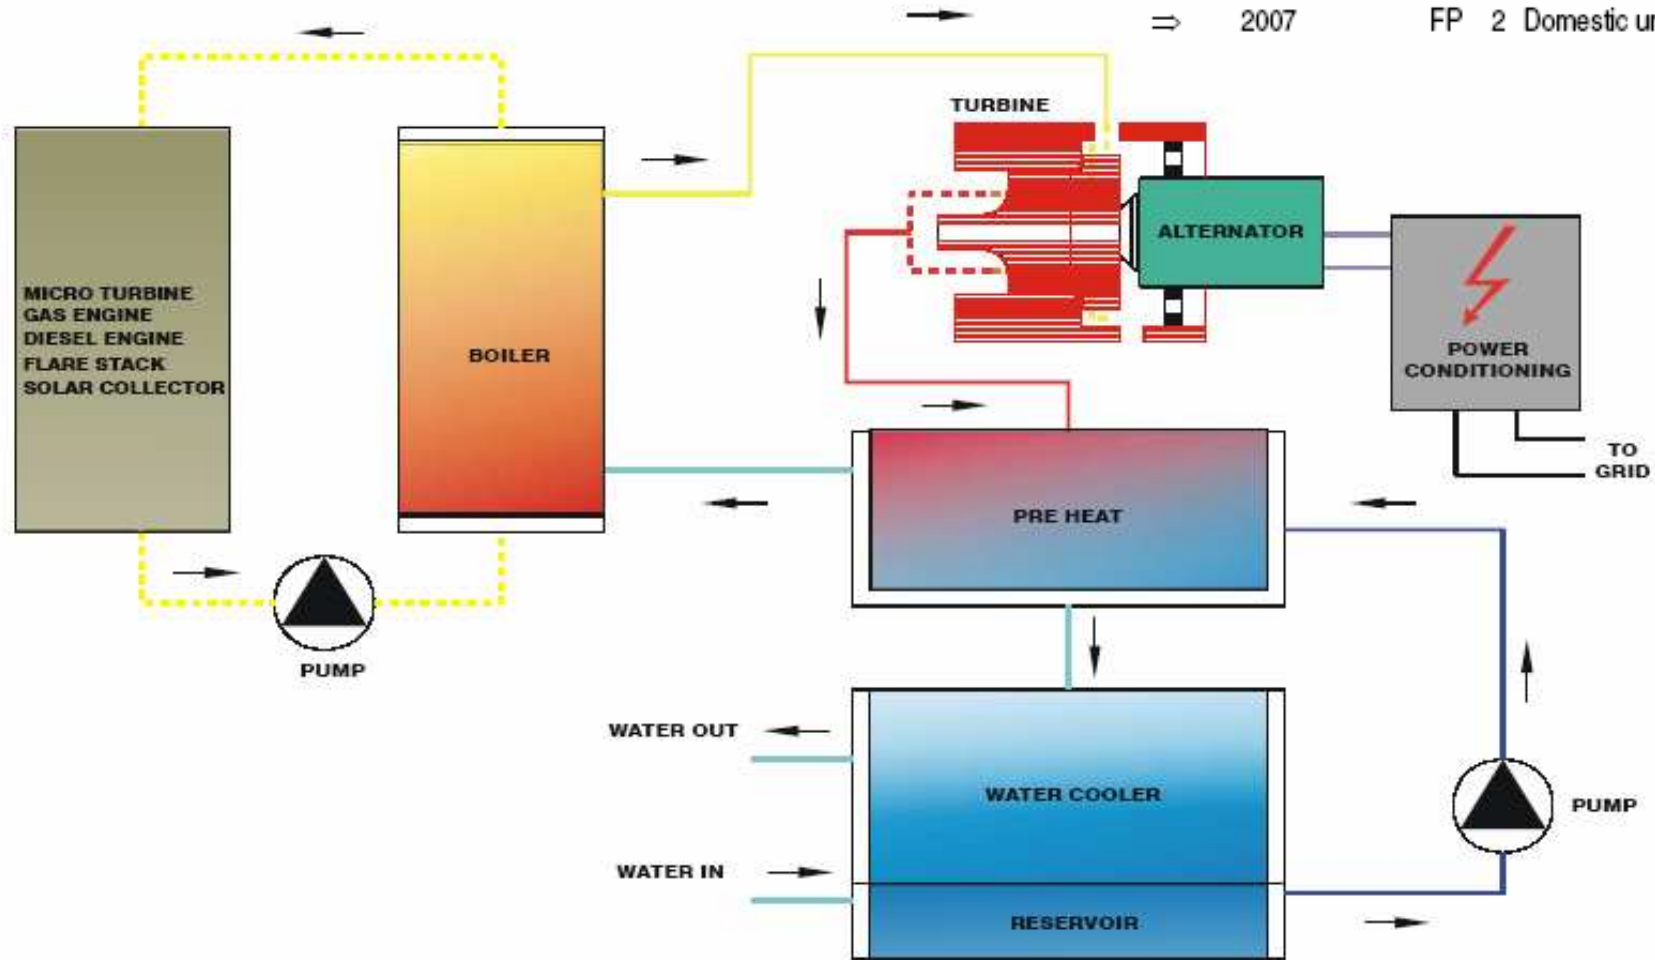 ⇒ 2007 FP 2 Domestic
TURBINE
ALTERNATOR
MICRO TURBINE
GAS ENGINE
DIESEL ENGINE
FLARE STACK
SOLAR COLLECTOR
BOILER
POWER
CONDITIONING
TO
GRID
PRE HEAT
PUMP
WATER OUT
WATER COOLER
PUMP
WATER IN
RESERVOIR